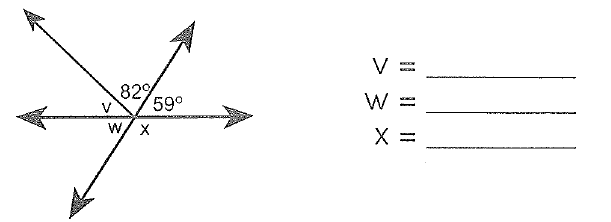 82° 59°
v
w x
V =
W =
X =